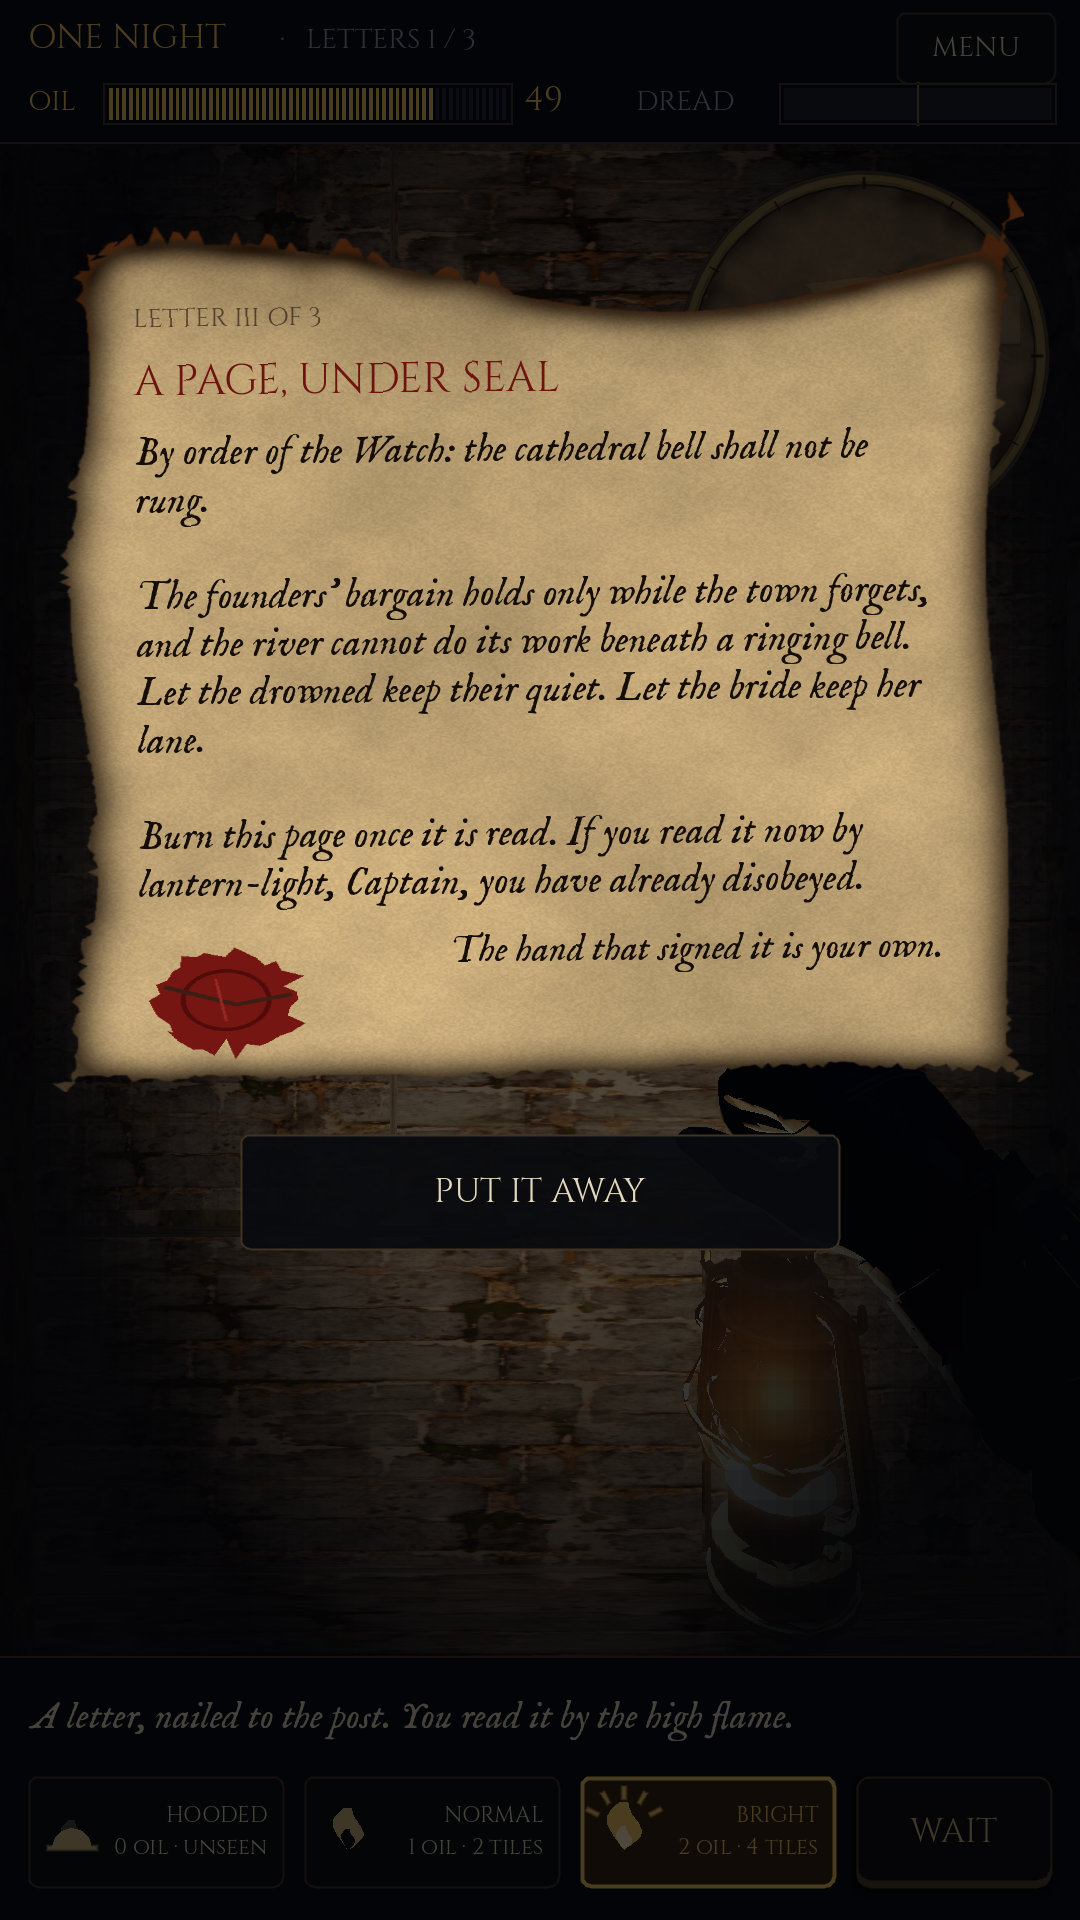 ONE NIGHT · LETTERS 1 / 3
MENU
OIL 49 DREAD
LETTER III OF 3
A PAGE, UNDER SEAL
By order of the Watch: the cathedral bell shall not be
rung.
The founders' bargain holds only while the town forgets,
and the river cannot do its work beneath a ringing bell.
Let the drowned keep their quiet. Let the bride keep her
lane.
Burn this page once it is read. If you read it now by
lantern-light, Captain, you have already disobeyed.
The hand that signed it is your own.
PUT IT AWAY
A letter, nailed to the post. You read it by the high flame.
HOODED
0 OIL · UNSEEN
NORMAL
1 OIL · 2 TILES
BRIGHT
2 OIL · 4 TILES
WAIT